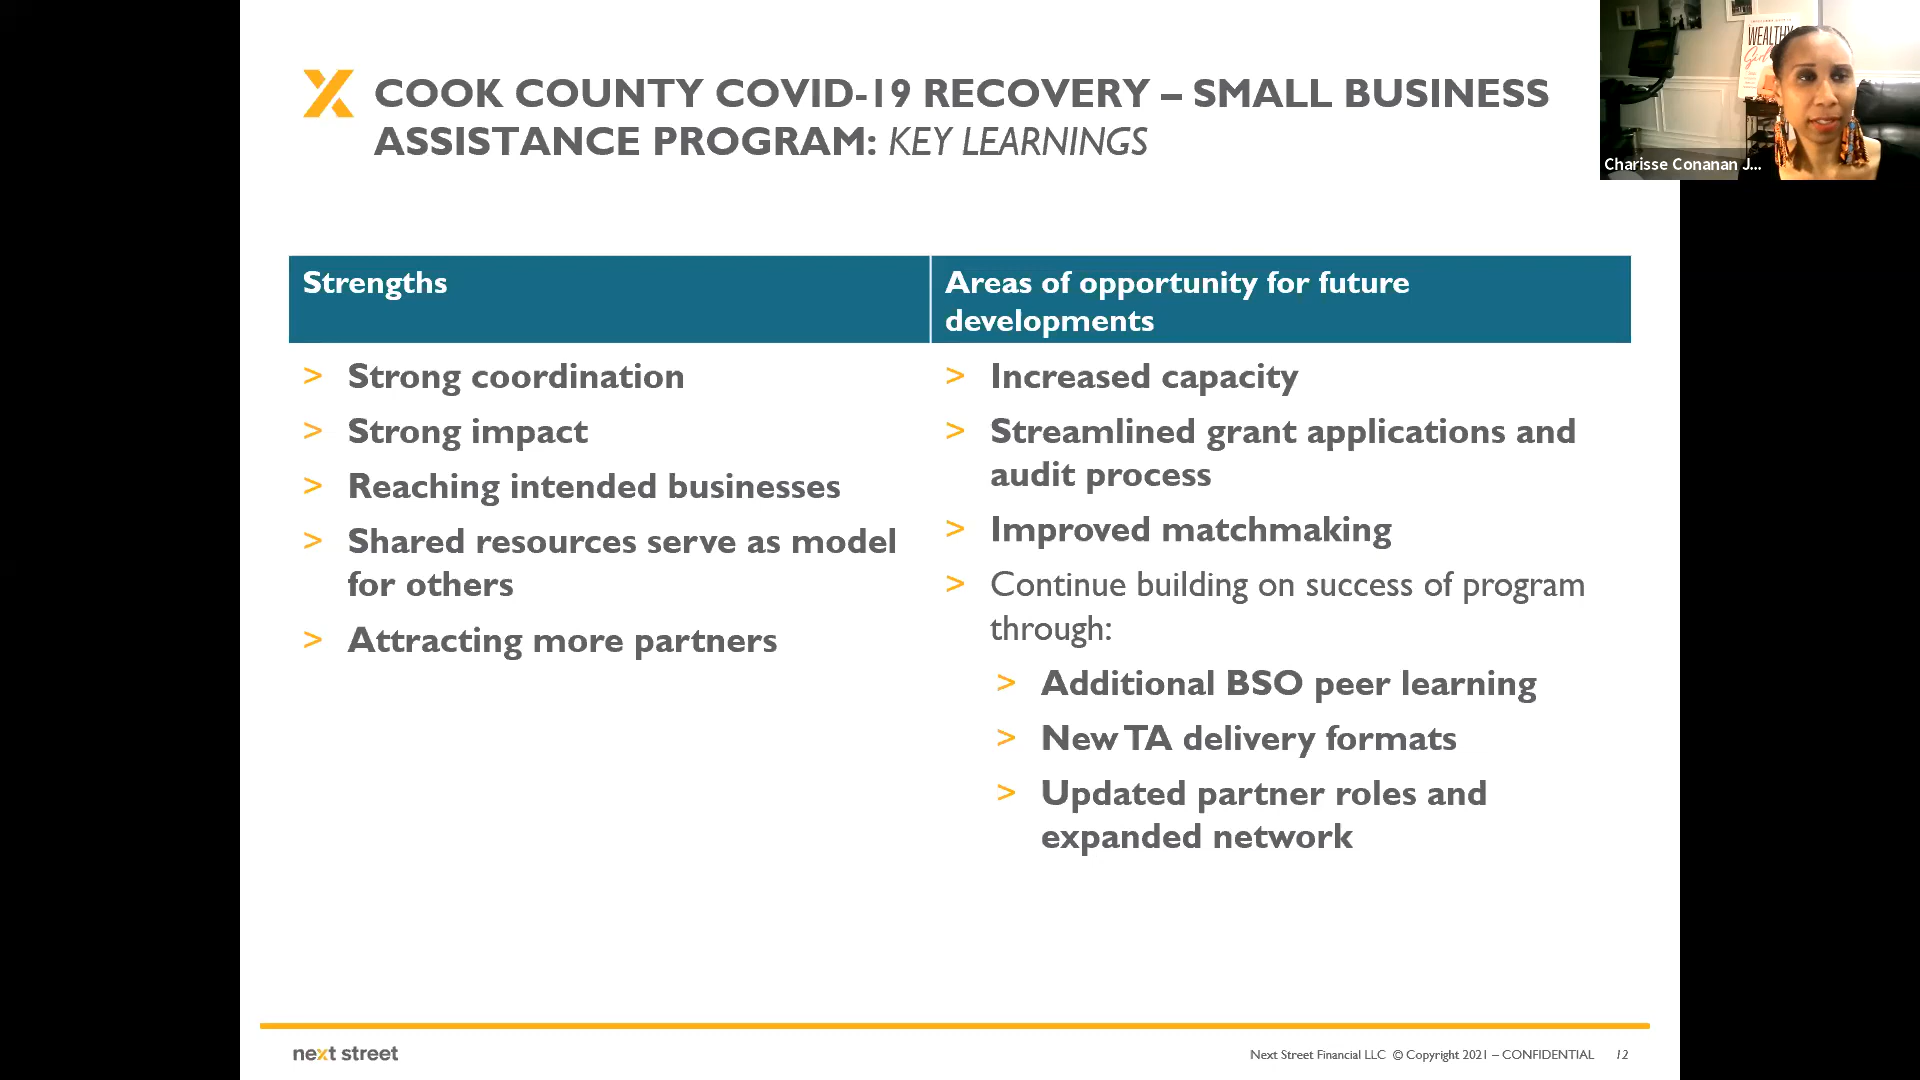 COOK COUNTY COVID-19 RECOVERY – SMALL BUSINESS
ASSISTANCE PROGRAM: KEY LEARNINGS
WEALTHY
Girl
Charisse Conanan J...
Strengths
Areas of opportunity for future
developments
> Strong coordination
> Strong impact
> Reaching intended businesses
> Shared resources serve as model
for others
> Attracting more partners
> Increased capacity
> Streamlined grant applications and
audit process
> Improved matchmaking
> Continue building on success of program
through:
> Additional BSO peer learning
> New TA delivery formats
> Updated partner roles and
expanded network
next street
Next Street Financial LLC © Copyright 2021 – CONFIDENTIAL 12